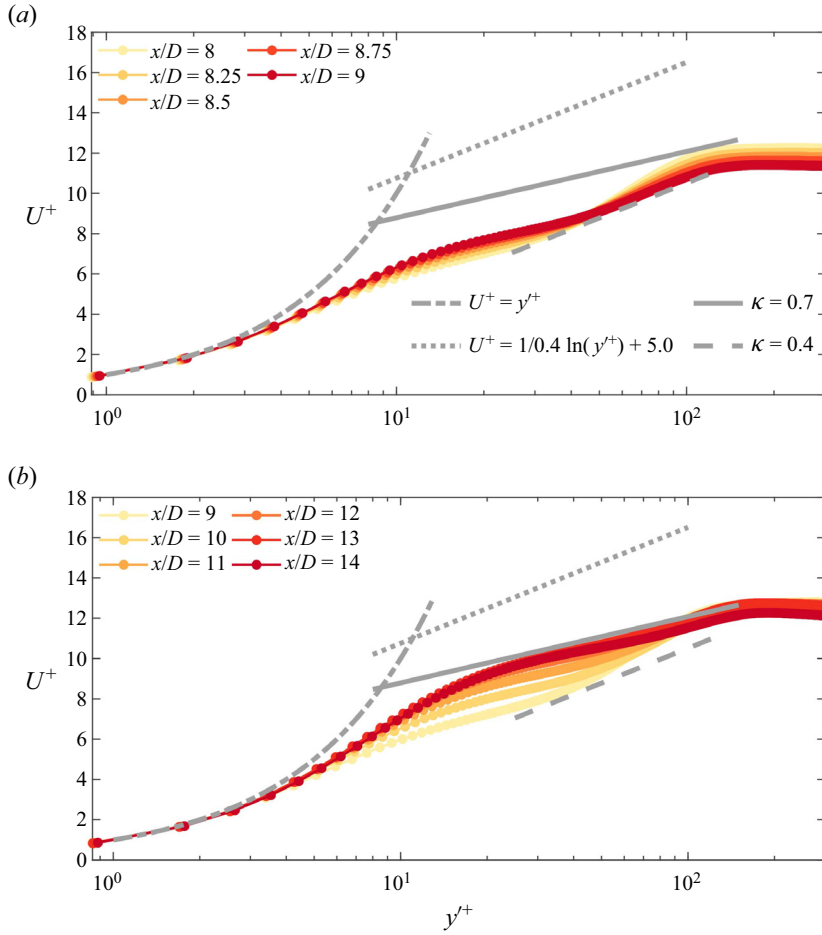 (a)
18
16
14
12
10
8
6
4
2
0
U+
x/D = 8
x/D = 8.25
x/D = 8.5
x/D = 8.75
x/D = 9
U+ = y′+
U+ = 1/0.4 ln( y′+) + 5.0
κ = 0.7
κ = 0.4
10^0
10^1
10^2
(b)
18
16
14
12
10
8
6
4
2
0
U+
x/D = 9
x/D = 10
x/D = 11
x/D = 12
x/D = 13
x/D = 14
10^0
10^1
10^2
y′+